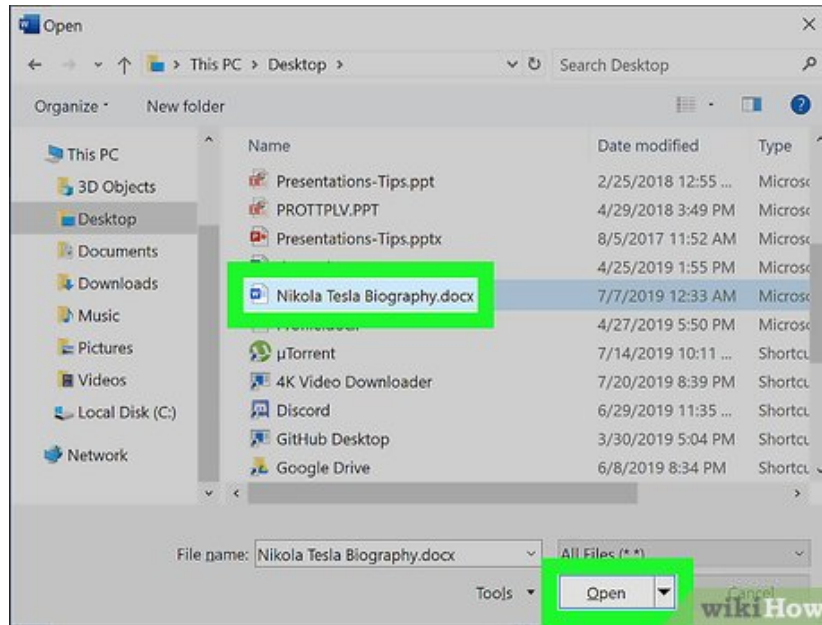 Open
This PC > Desktop >
Search Desktop
Organize
New folder
Name
Date modified
Type
This PC
3D Objects
Desktop
Documents
Downloads
Music
Pictures
Videos
Local Disk (C:)
Network
Presentations-Tips.ppt 2/25/2018 12:55 ...
PROTTPLV.PPT 4/29/2018 3:49 PM
Presentations-Tips.pptx 8/5/2017 11:52 AM
4/25/2019 1:55 PM
Nikola Tesla Biography.docx 7/7/2019 12:33 AM
4/27/2019 5:50 PM
µTorrent 7/14/2019 10:11 ...
4K Video Downloader 7/20/2019 8:39 PM
Discord 6/29/2019 11:35 ...
GitHub Desktop 3/30/2019 5:04 PM
Google Drive 6/8/2019 8:34 PM
File name: Nikola Tesla Biography.docx
All Files (*.*)
Tools
Open
Cancel
wikiHow